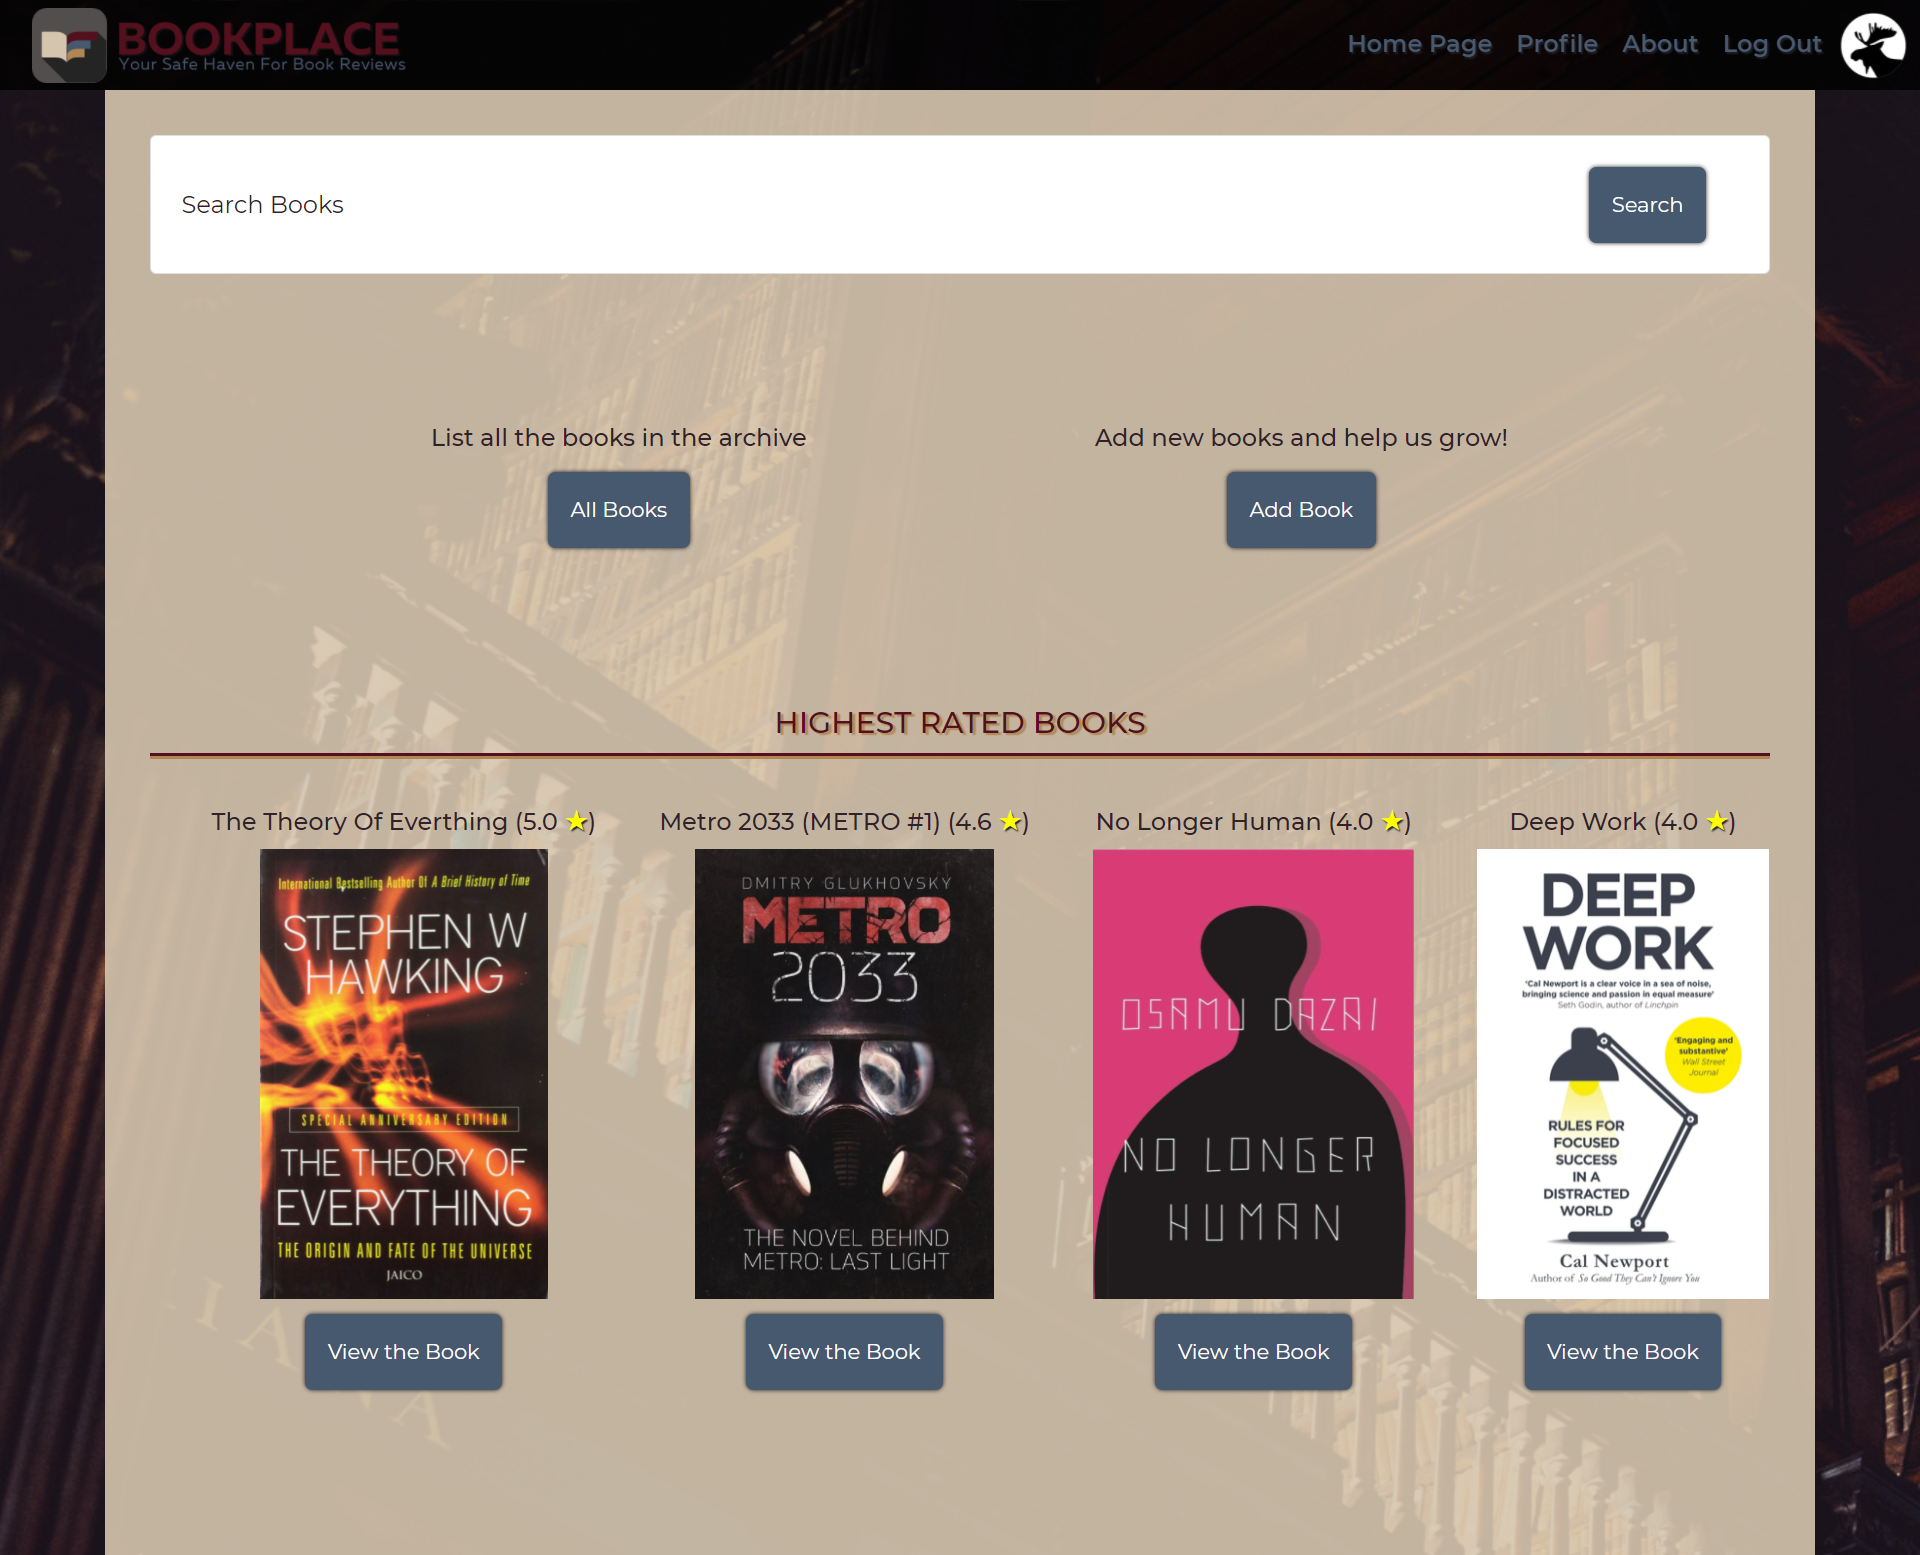 BOOKPLACE
Your Safe Haven For Book Reviews
Home Page Profile About Log Out
Search Books
Search
List all the books in the archive
All Books
Add new books and help us grow!
Add Book
HIGHEST RATED BOOKS
The Theory Of Everthing (5.0 ★)
International Bestselling Author Of A Brief History of Time
STEPHEN W
HAWKING
SPECIAL ANNIVERSARY EDITION
THE THEORY OF
EVERYTHING
THE ORIGIN AND FATE OF THE UNIVERSE
JAICO
View the Book
Metro 2033 (METRO #1) (4.6 ★)
DMITRY GLUKHOVSKY
METRO
2033
THE NOVEL BEHIND
METRO: LAST LIGHT
View the Book
No Longer Human (4.0 ★)
OSAMU DAZAI
NO LONGER
HUMAN
View the Book
Deep Work (4.0 ★)
DEEP
WORK
'Cal Newport is a clear voice in a sea of noise,
bringing science and passion in equal measure'
Seth Godin, author of Linchpin
'Engaging and
substantive'
Wall Street
Journal
RULES FOR
FOCUSED
SUCCESS
IN A
DISTRACTED
WORLD
Cal Newport
Author of So Good They Can't Ignore You
View the Book